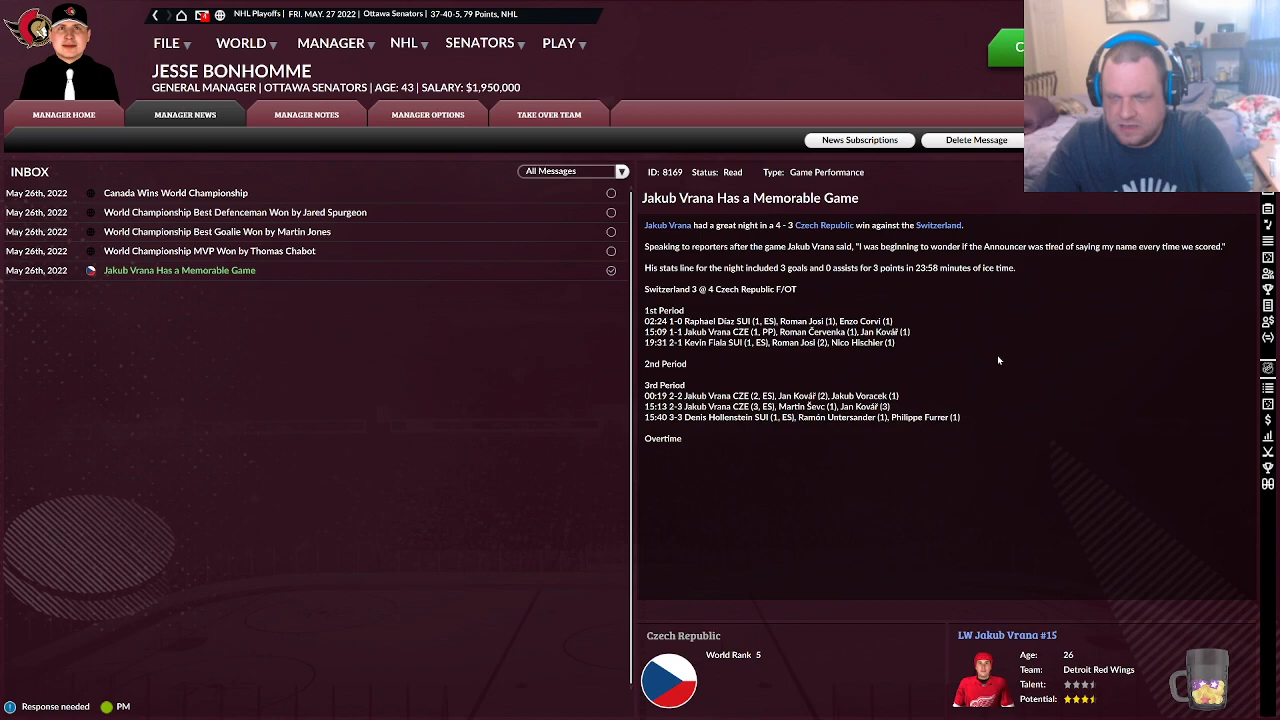 NHL Playoffs | FRI. MAY. 27 2022 | Ottawa Senators | 37-40-5, 79 Points, NHL
FILE WORLD MANAGER NHL SENATORS PLAY
C
JESSE BONHOMME
GENERAL MANAGER | OTTAWA SENATORS | AGE: 43 | SALARY: $1,950,000
MANAGER HOME MANAGER NEWS MANAGER NOTES MANAGER OPTIONS TAKE OVER TEAM
News Subscriptions Delete Message
INBOX All Messages
May 26th, 2022 Canada Wins World Championship
May 26th, 2022 World Championship Best Defenceman Won by Jared Spurgeon
May 26th, 2022 World Championship Best Goalie Won by Martin Jones
May 26th, 2022 World Championship MVP Won by Thomas Chabot
May 26th, 2022 Jakub Vrana Has a Memorable Game
ID: 8169 Status: Read Type: Game Performance
Jakub Vrana Has a Memorable Game
Jakub Vrana had a great night in a 4 - 3 Czech Republic win against the Switzerland.
Speaking to reporters after the game Jakub Vrana said, "I was beginning to wonder if the Announcer was tired of saying my name every time we scored."
His stats line for the night included 3 goals and 0 assists for 3 points in 23:58 minutes of ice time.
Switzerland 3 @ 4 Czech Republic F/OT
1st Period
02:24 1-0 Raphael Diaz SUI (1, ES), Roman Josi (1), Enzo Corvi (1)
15:09 1-1 Jakub Vrana CZE (1, PP), Roman Červenka (1), Jan Kovář (1)
19:31 2-1 Kevin Fiala SUI (1, ES), Roman Josi (2), Nico Hischier (1)
2nd Period
3rd Period
00:19 2-2 Jakub Vrana CZE (2, ES), Jan Kovář (2), Jakub Voracek (1)
15:13 2-3 Jakub Vrana CZE (3, ES), Martin Ševc (1), Jan Kovář (3)
15:40 3-3 Denis Hollenstein SUI (1, ES), Ramón Untersander (1), Philippe Furrer (1)
Overtime
Czech Republic
World Rank 5
LW Jakub Vrana #15
Age: 26
Team: Detroit Red Wings
Talent:
Potential:
Response needed PM